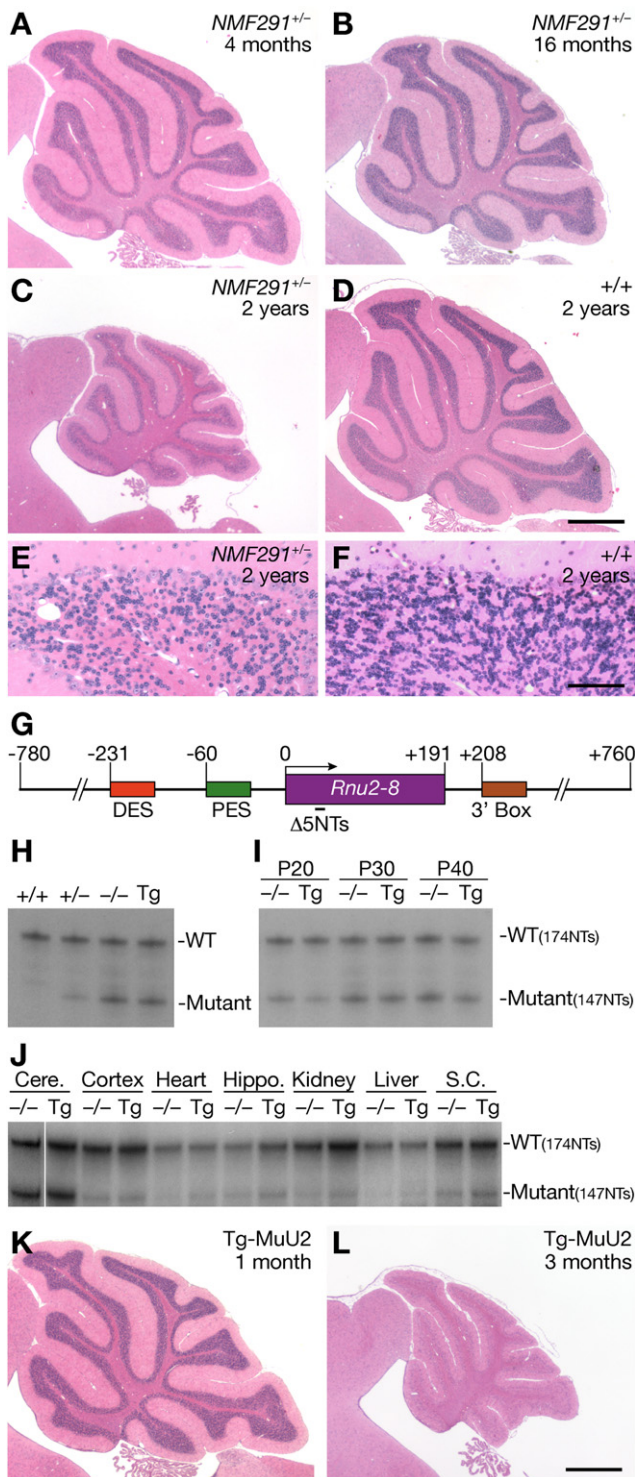 A
NMF291+/−
4 months
B
NMF291+/−
16 months
C
NMF291+/−
2 years
D
+/+
2 years
E
NMF291+/−
2 years
F
+/+
2 years
G
-780 -231 -60 0 +191 +208 +760
Rnu2-8
DES PES Δ5NTs 3' Box
H
+/+ +/− −/− Tg
-WT
-Mutant
I
P20 P30 P40
−/− Tg −/− Tg −/− Tg
-WT(174NTs)
-Mutant(147NTs)
J
Cere. Cortex Heart Hippo. Kidney Liver S.C.
−/− Tg −/− Tg −/− Tg −/− Tg −/− Tg −/− Tg −/− Tg
-WT(174NTs)
-Mutant(147NTs)
K
Tg-MuU2
1 month
L
Tg-MuU2
3 months